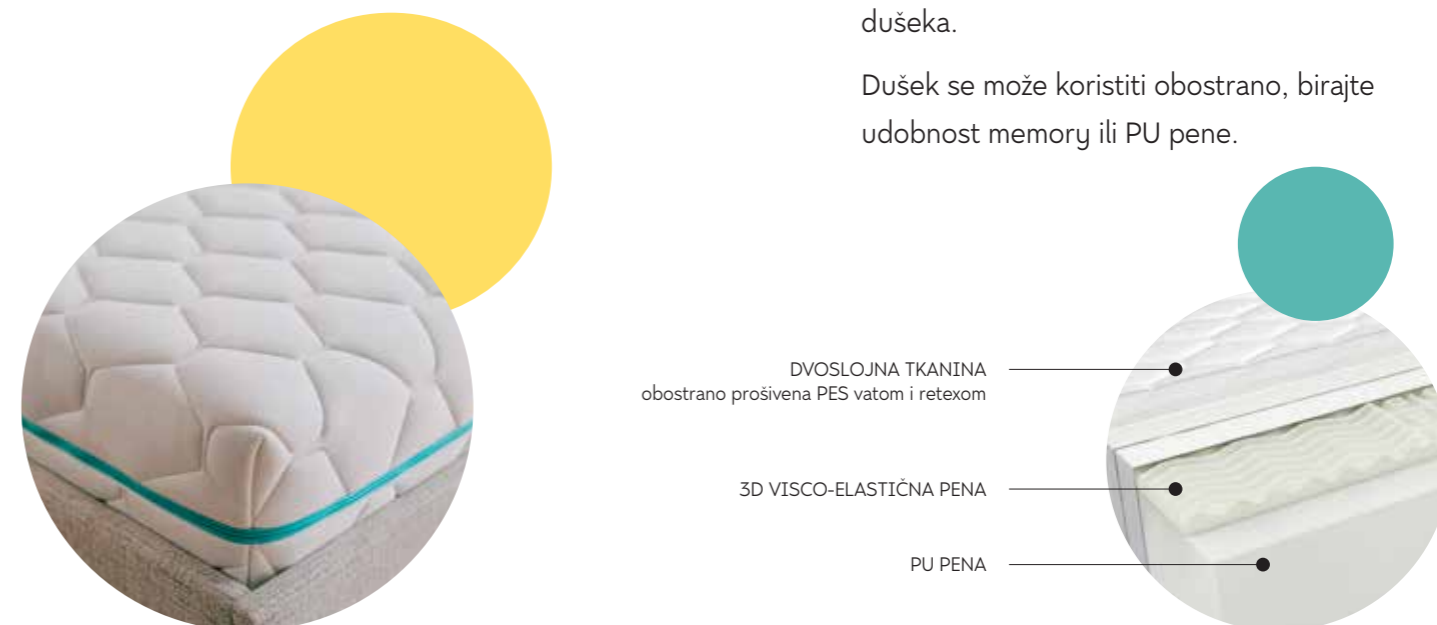 dušeka.
Dušek se može koristiti obostrano, birajte
udobnost memory ili PU pene.
DVOSLOJNA TKANINA
obostrano prošivena PES vatom i retexom
3D VISCO-ELASTIČNA PENA
PU PENA